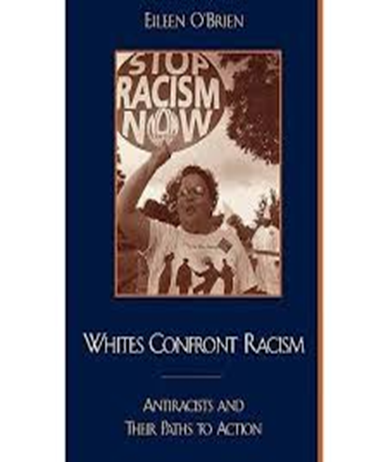 EILEEN O'BRIEN
STOP
RACISM
NOW
WHITES CONFRONT RACISM
ANTIRACISTS AND
THEIR PATHS TO ACTION